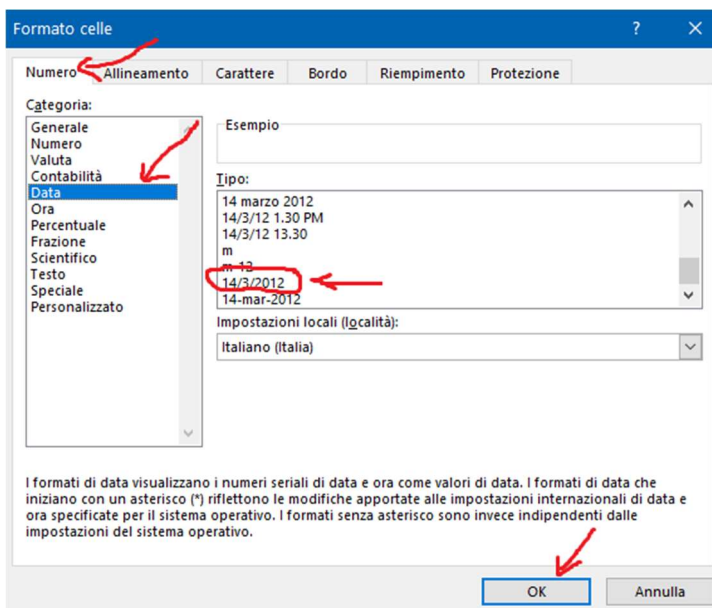 Formato celle
? ×
Numero Allineamento Carattere Bordo Riempimento Protezione
Categoria:
Generale
Numero
Valuta
Contabilità
Data
Ora
Percentuale
Frazione
Scientifico
Testo
Speciale
Personalizzato
Esempio
Tipo:
14 marzo 2012
14/3/12 1.30 PM
14/3/12 13.30
m
m-12
14/3/2012
14-mar-2012
Impostazioni locali (località):
Italiano (Italia)
I formati di data visualizzano i numeri seriali di data e ora come valori di data. I formati di data che
iniziano con un asterisco (*) riflettono le modifiche apportate alle impostazioni internazionali di data e
ora specificate per il sistema operativo. I formati senza asterisco sono invece indipendenti dalle
impostazioni del sistema operativo.
OK Annulla